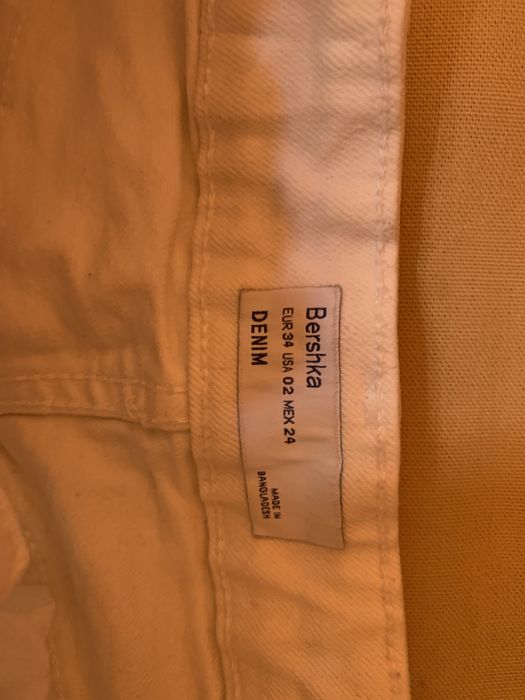 Bershka
EUR 34 USA 02 MEX 24
DENIM
MADE IN
BANGLADESH